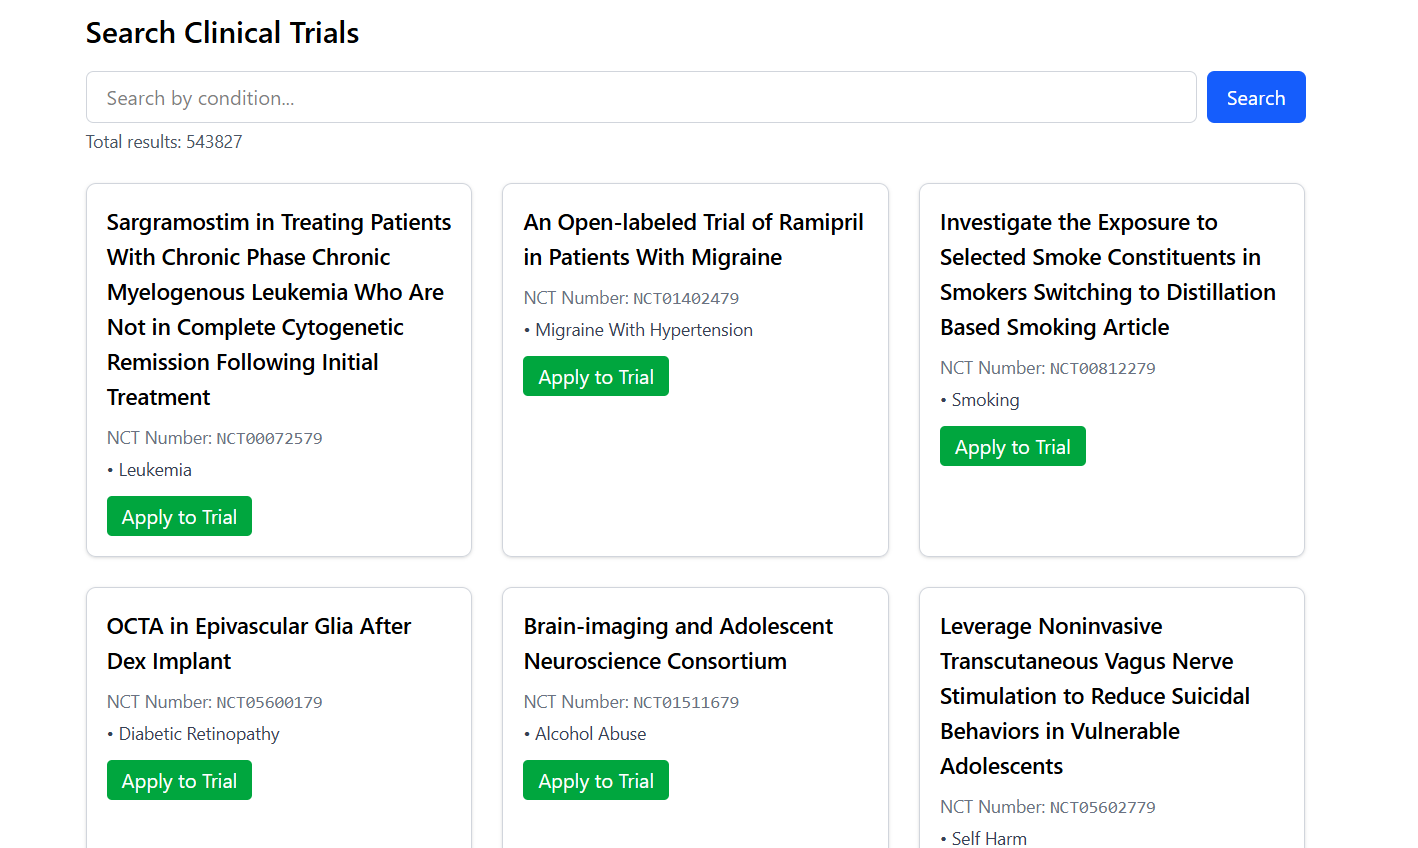 Search Clinical Trials
Search by condition...
Search
Total results: 543827
Sargramostim in Treating Patients
With Chronic Phase Chronic
Myelogenous Leukemia Who Are
Not in Complete Cytogenetic
Remission Following Initial
Treatment
NCT Number: NCT00072579
• Leukemia
Apply to Trial
An Open-labeled Trial of Ramipril
in Patients With Migraine
NCT Number: NCT01402479
• Migraine With Hypertension
Apply to Trial
Investigate the Exposure to
Selected Smoke Constituents in
Smokers Switching to Distillation
Based Smoking Article
NCT Number: NCT00812279
• Smoking
Apply to Trial
OCTA in Epivascular Glia After
Dex Implant
NCT Number: NCT05600179
• Diabetic Retinopathy
Apply to Trial
Brain-imaging and Adolescent
Neuroscience Consortium
NCT Number: NCT01511679
• Alcohol Abuse
Apply to Trial
Leverage Noninvasive
Transcutaneous Vagus Nerve
Stimulation to Reduce Suicidal
Behaviors in Vulnerable
Adolescents
NCT Number: NCT05602779
• Self Harm